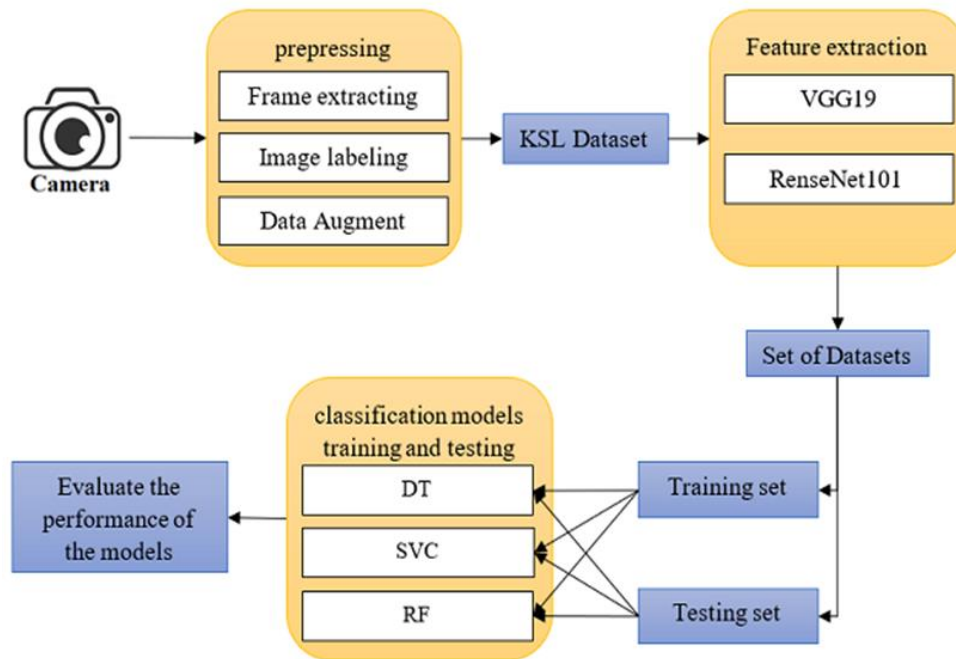 Camera
prepressing
Frame extracting
Image labeling
Data Augment
KSL Dataset
Feature extraction
VGG19
RenseNet101
Set of Datasets
Training set
Testing set
classification models
training and testing
DT
SVC
RF
Evaluate the
performance of
the models